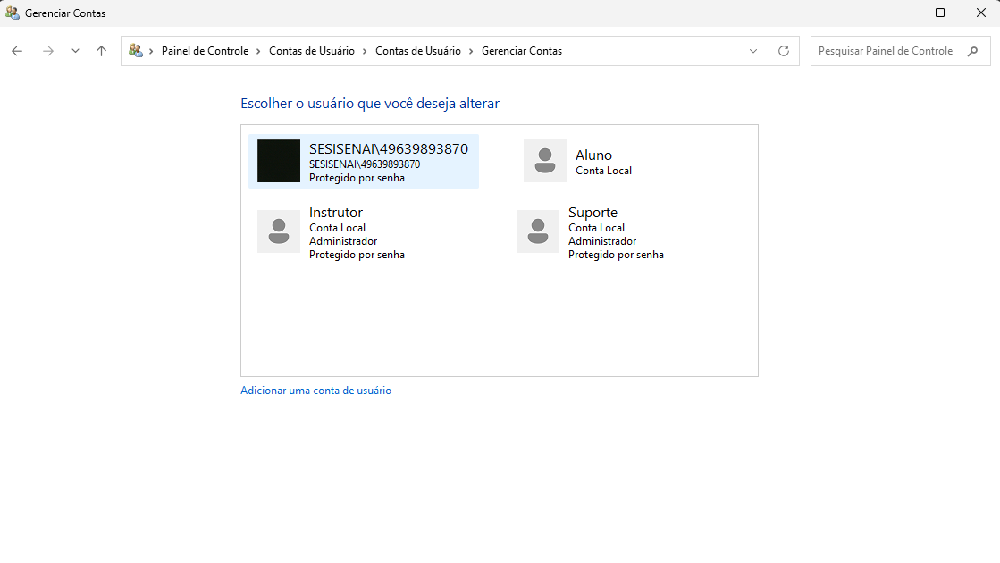 Gerenciar Contas
Painel de Controle > Contas de Usuário > Contas de Usuário > Gerenciar Contas
Pesquisar Painel de Controle
Escolher o usuário que você deseja alterar
SESISENAI\49639893870
SESISENAI\49639893870
Protegido por senha
Aluno
Conta Local
Instrutor
Conta Local
Administrador
Protegido por senha
Suporte
Conta Local
Administrador
Protegido por senha
Adicionar uma conta de usuário